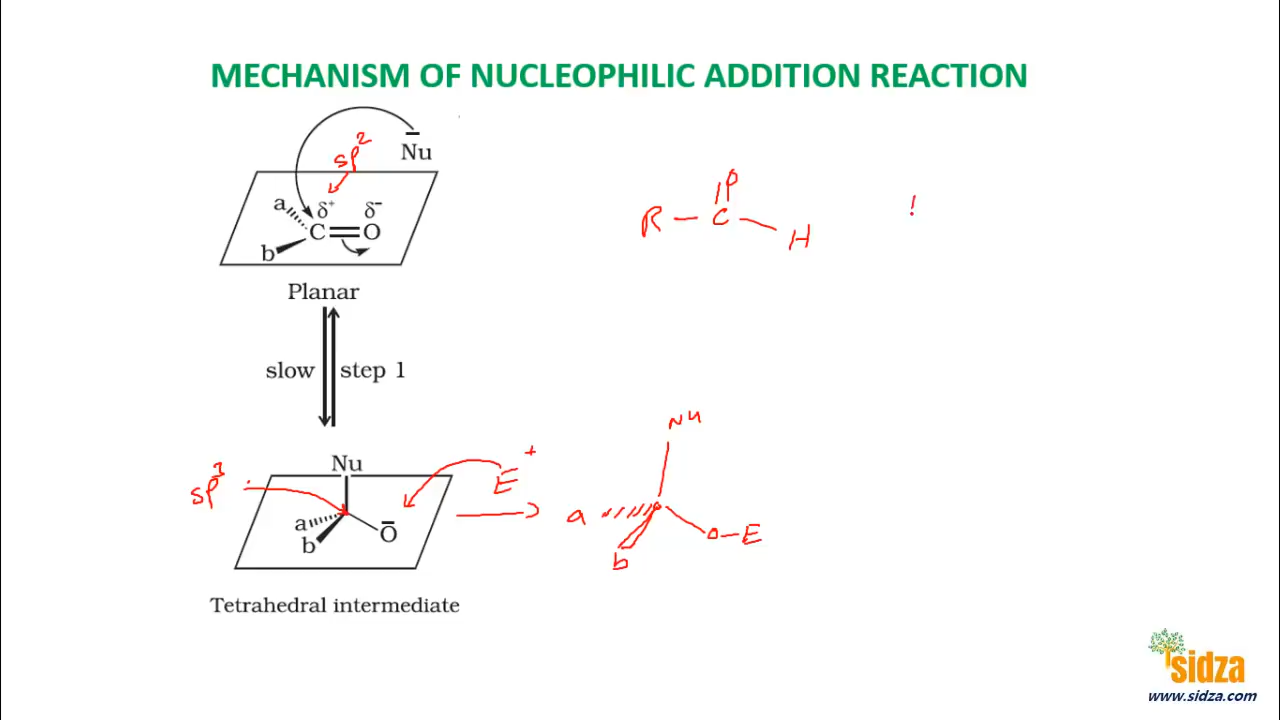 MECHANISM OF NUCLEOPHILIC ADDITION REACTION
Nu
sp2
a δ+ δ-
C O
b
Planar
slow step 1
Nu
sp3
a
b
O
E+
Tetrahedral intermediate
R C H
Nu
a
b
O-E
sidza
www.sidza.com